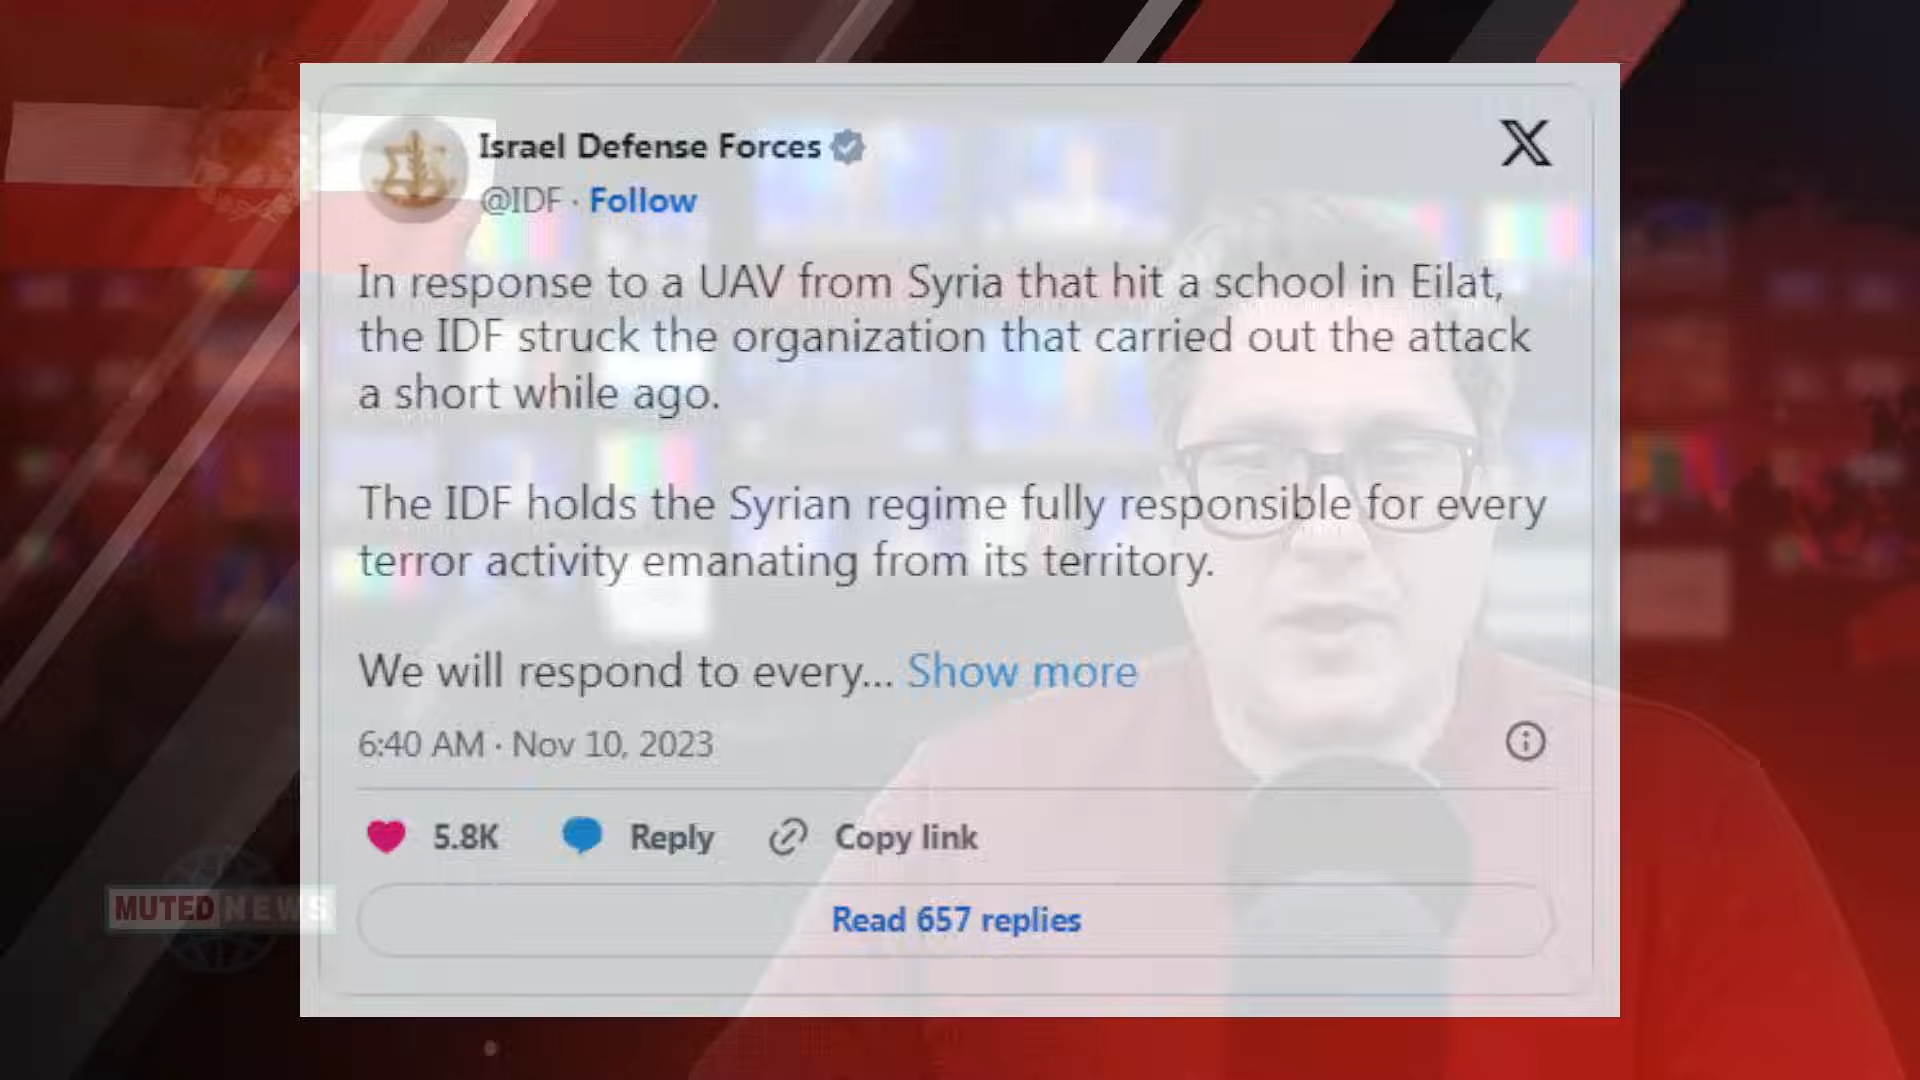 Israel Defense Forces
@IDF · Follow
In response to a UAV from Syria that hit a school in Eilat,
the IDF struck the organization that carried out the attack
a short while ago.
The IDF holds the Syrian regime fully responsible for every
terror activity emanating from its territory.
We will respond to every... Show more
6:40 AM · Nov 10, 2023
5.8K Reply Copy link
Read 657 replies
MUTED NEWS